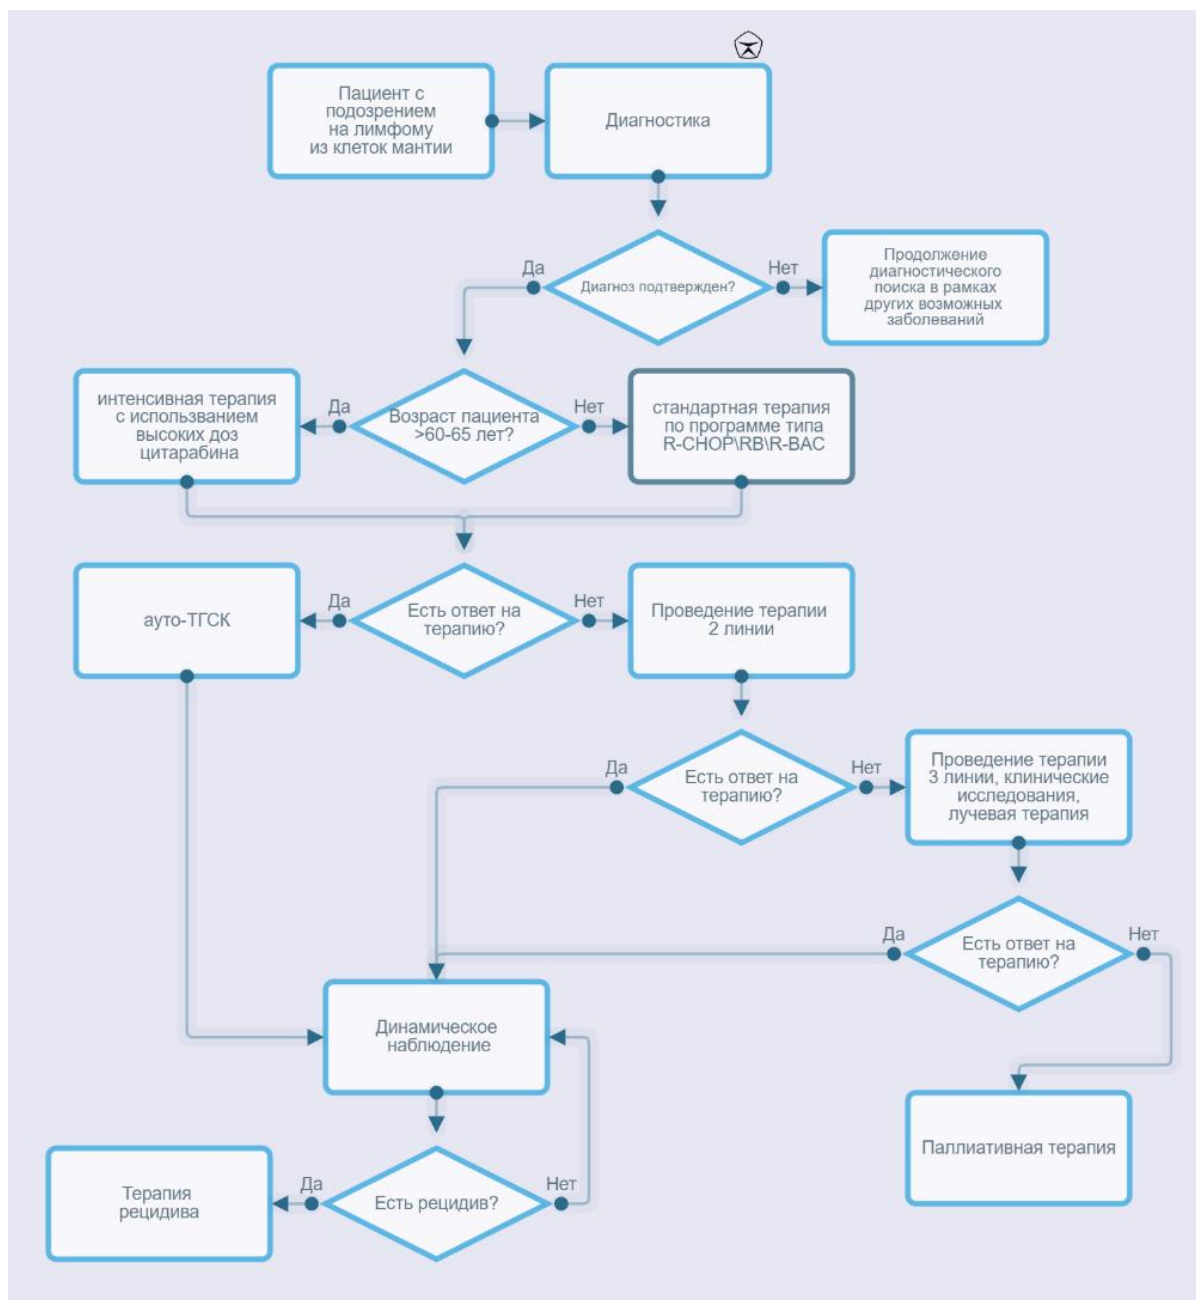 Пациент с
подозрением
на лимфому
из клеток мантии
Диагностика
Диагноз подтвержден?
Да
Нет
Продолжение
диагностического
поиска в рамках
других возможных
заболеваний
интенсивная терапия
с использванием
высоких доз
цитарабина
Да
Возраст пациента
>60-65 лет?
Нет
стандартная терапия
по программе типа
R-CHOP\RB\R-BAC
ауто-ТГСК
Да
Есть ответ на
терапию?
Нет
Проведение терапии
2 линии
Да
Есть ответ на
терапию?
Нет
Проведение терапии
3 линии, клинические
исследования,
лучевая терапия
Да
Есть ответ на
терапию?
Нет
Динамическое
наблюдение
Паллиативная терапия
Терапия
рецидива
Да
Есть рецидив?
Нет